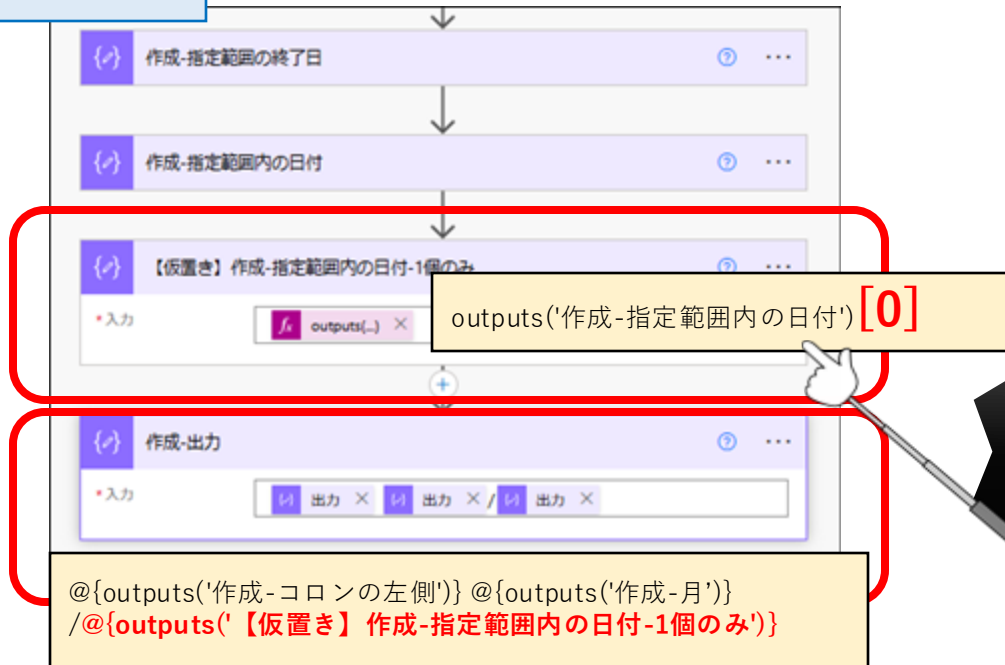 作成-指定範囲の終了日
作成-指定範囲内の日付
【仮置き】作成-指定範囲内の日付-1個のみ
*入力
fx outputs(...) ×
outputs('作成-指定範囲内の日付')[0]
作成-出力
*入力
出力 × 出力 × / 出力 ×
@{outputs('作成-コロンの左側')} @{outputs('作成-月’)}
/@{outputs('【仮置き】作成-指定範囲内の日付-1個のみ')}